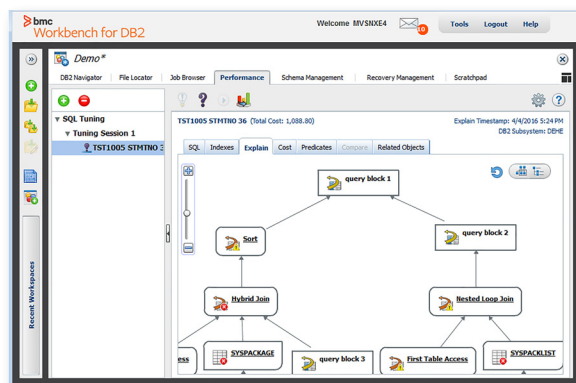 bmc
Workbench for DB2
Welcome MVSNXE4
10
Tools Logout Help
Demo*
DB2 Navigator File Locator Job Browser Performance Schema Management Recovery Management Scratchpad
SQL Tuning
Tuning Session 1
TST1005 STMTNO 3
TST1005 STMTNO 36 (Total Cost: 1,088.80)
Explain Timestamp: 4/4/2016 5:24 PM
DB2 Subsystem: DEHE
SQL Indexes Explain Cost Predicates Compare Related Objects
query block 1
Sort
query block 2
Hybrid Join
Nested Loop Join
ess
SYSPACKAGE
query block 3
First Table Access
SYSPACKLIST
Recent Workspaces